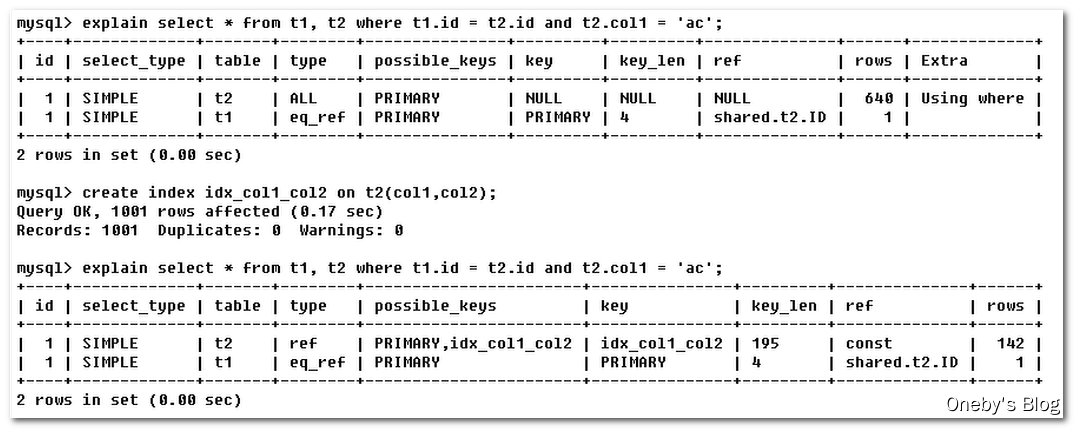 mysql> explain select * from t1, t2 where t1.id = t2.id and t2.col1 = 'ac';
+----+-------------+-------+--------+---------------+---------+---------+--------------+------+-------------+
| id | select_type | table | type   | possible_keys | key     | key_len | ref          | rows | Extra       |
+----+-------------+-------+--------+---------------+---------+---------+--------------+------+-------------+
|  1 | SIMPLE      | t2    | ALL    | PRIMARY       | NULL    | NULL    | NULL         |  640 | Using where |
|  1 | SIMPLE      | t1    | eq_ref | PRIMARY       | PRIMARY | 4       | shared.t2.ID |    1 |             |
+----+-------------+-------+--------+---------------+---------+---------+--------------+------+-------------+
2 rows in set (0.00 sec)
mysql> create index idx_col1_col2 on t2(col1,col2);
Query OK, 1001 rows affected (0.17 sec)
Records: 1001  Duplicates: 0  Warnings: 0
mysql> explain select * from t1, t2 where t1.id = t2.id and t2.col1 = 'ac';
+----+-------------+-------+--------+-----------------------+---------------+---------+--------------+------+
| id | select_type | table | type   | possible_keys         | key           | key_len | ref          | rows |
+----+-------------+-------+--------+-----------------------+---------------+---------+--------------+------+
|  1 | SIMPLE      | t2    | ref    | PRIMARY,idx_col1_col2 | idx_col1_col2 | 195     | const        |  142 |
|  1 | SIMPLE      | t1    | eq_ref | PRIMARY               | PRIMARY       | 4       | shared.t2.ID |    1 |
+----+-------------+-------+--------+-----------------------+---------------+---------+--------------+------+
2 rows in set (0.00 sec)
Oneby's Blog